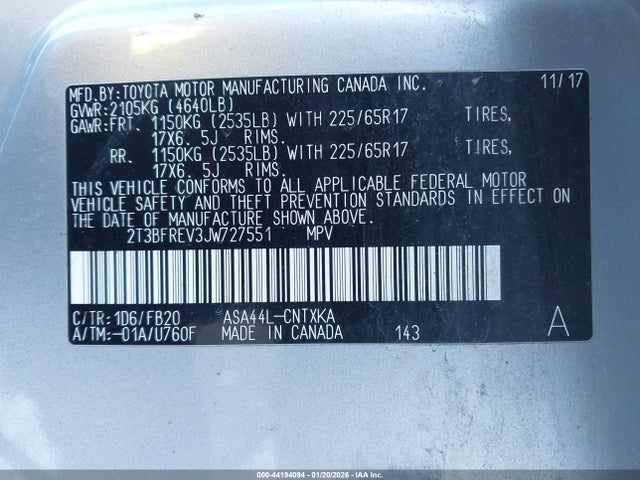 MFD.BY:TOYOTA MOTOR MANUFACTURING CANADA INC. 11/17
GVWR:2105KG (4640LB)
GAWR:FRT. 1150KG (2535LB) WITH 225/65R17 TIRES,
17X6. 5J RIMS.
RR. 1150KG (2535LB) WITH 225/65R17 TIRES,
17X6. 5J RIMS.
THIS VEHICLE CONFORMS TO ALL APPLICABLE FEDERAL MOTOR
VEHICLE SAFETY AND THEFT PREVENTION STANDARDS IN EFFECT ON
THE DATE OF MANUFACTURE SHOWN ABOVE.
2T3BFREV3JW727551 MPV
C/TR:1D6/FB20 ASA44L-CNTXKA
A/TM:-01A/U760F MADE IN CANADA 143 A
000-44194094 | 01/20/2026 - IAA Inc.